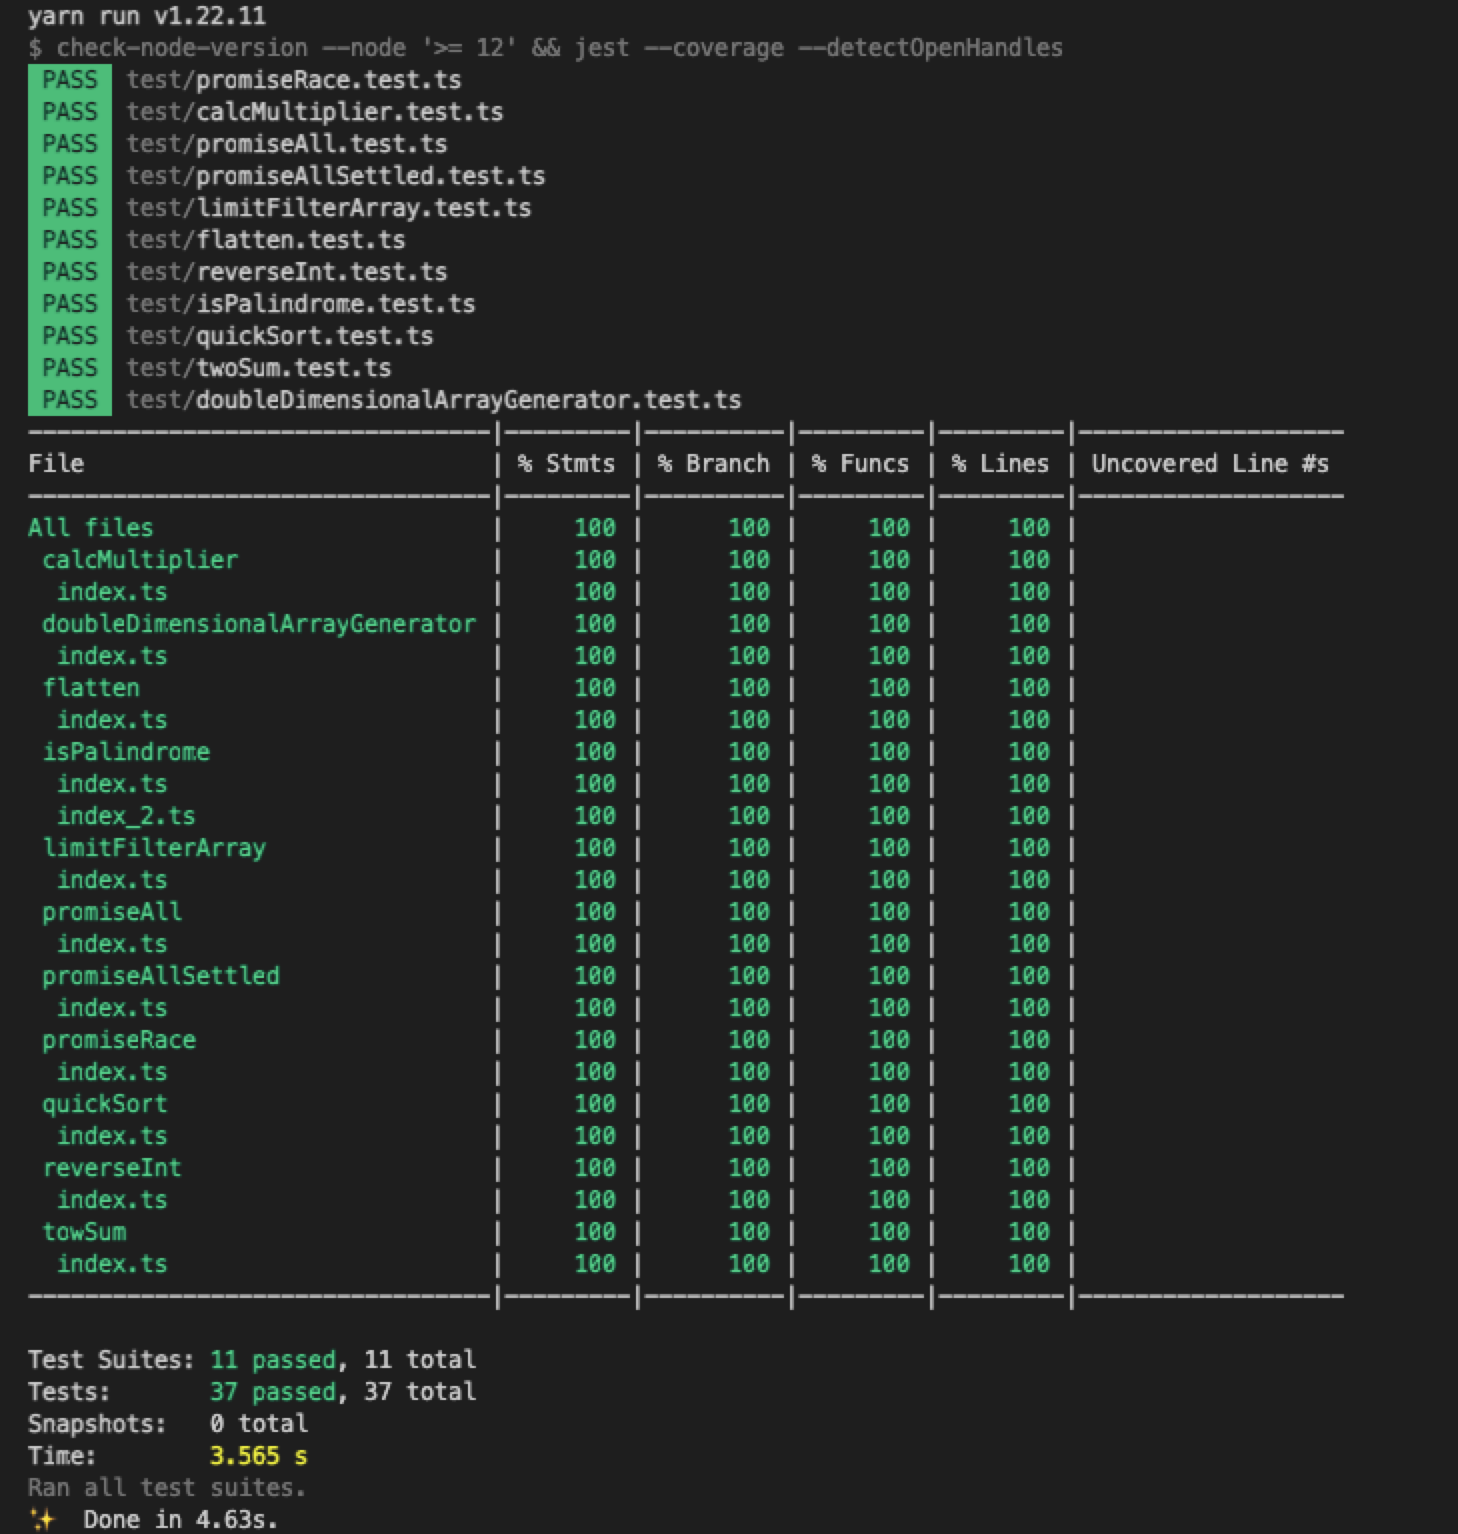 yarn run v1.22.11
$ check-node-version --node '>= 12' && jest --coverage --detectOpenHandles
PASS test/promiseRace.test.ts
PASS test/calcMultiplier.test.ts
PASS test/promiseAll.test.ts
PASS test/promiseAllSettled.test.ts
PASS test/limitFilterArray.test.ts
PASS test/flatten.test.ts
PASS test/reverseInt.test.ts
PASS test/isPalindrome.test.ts
PASS test/quickSort.test.ts
PASS test/twoSum.test.ts
PASS test/doubleDimensionalArrayGenerator.test.ts
---------------------------------|---------|----------|---------|---------|-------------------
File | % Stmts | % Branch | % Funcs | % Lines | Uncovered Line #s
---------------------------------|---------|----------|---------|---------|-------------------
All files | 100 | 100 | 100 | 100 |
calcMultiplier | 100 | 100 | 100 | 100 |
index.ts | 100 | 100 | 100 | 100 |
doubleDimensionalArrayGenerator | 100 | 100 | 100 | 100 |
index.ts | 100 | 100 | 100 | 100 |
flatten | 100 | 100 | 100 | 100 |
index.ts | 100 | 100 | 100 | 100 |
isPalindrome | 100 | 100 | 100 | 100 |
index.ts | 100 | 100 | 100 | 100 |
index_2.ts | 100 | 100 | 100 | 100 |
limitFilterArray | 100 | 100 | 100 | 100 |
index.ts | 100 | 100 | 100 | 100 |
promiseAll | 100 | 100 | 100 | 100 |
index.ts | 100 | 100 | 100 | 100 |
promiseAllSettled | 100 | 100 | 100 | 100 |
index.ts | 100 | 100 | 100 | 100 |
promiseRace | 100 | 100 | 100 | 100 |
index.ts | 100 | 100 | 100 | 100 |
quickSort | 100 | 100 | 100 | 100 |
index.ts | 100 | 100 | 100 | 100 |
reverseInt | 100 | 100 | 100 | 100 |
index.ts | 100 | 100 | 100 | 100 |
towSum | 100 | 100 | 100 | 100 |
index.ts | 100 | 100 | 100 | 100 |
---------------------------------|---------|----------|---------|---------|-------------------
Test Suites: 11 passed, 11 total
Tests: 37 passed, 37 total
Snapshots: 0 total
Time: 3.565 s
Ran all test suites.
✨ Done in 4.63s.